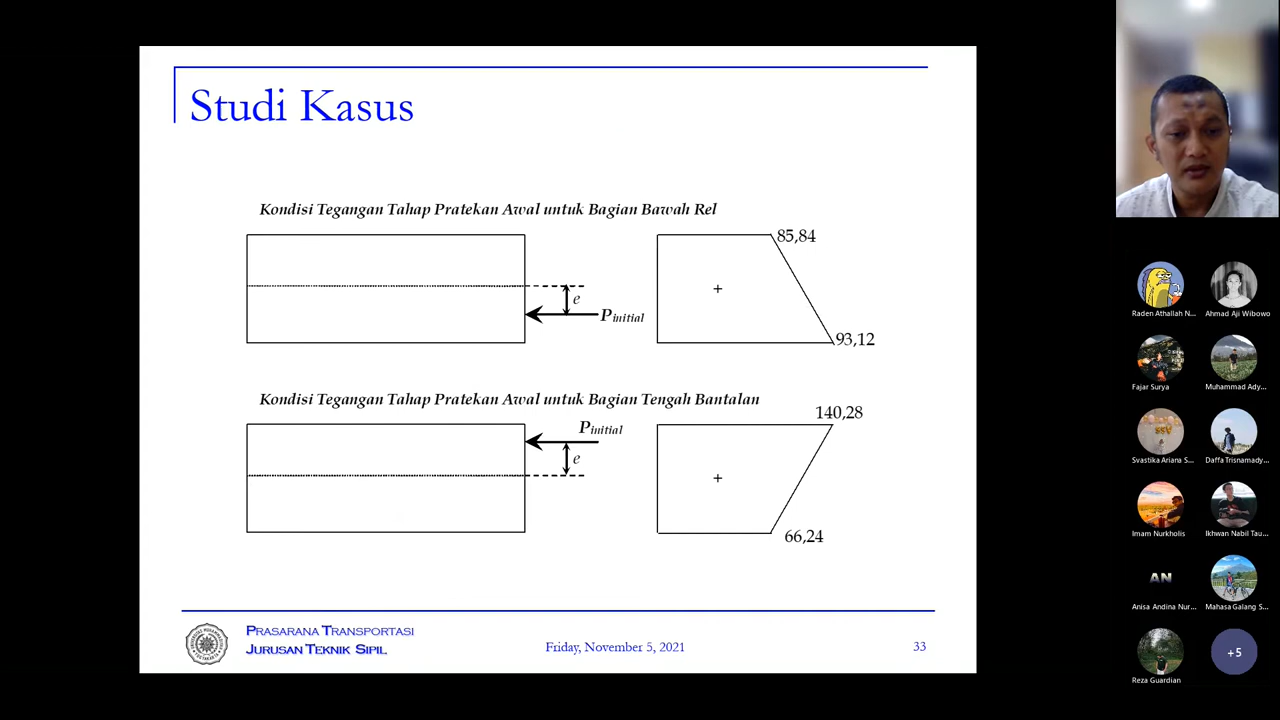 Studi Kasus
Kondisi Tegangan Tahap Pratekan Awal untuk Bagian Bawah Rel
85,84
e
+
Pinitial
93,12
Kondisi Tegangan Tahap Pratekan Awal untuk Bagian Tengah Bantalan
140,28
Pinitial
e
+
66,24
PRASARANA TRANSPORTASI
JURUSAN TEKNIK SIPIL
Friday, November 5, 2021
33
Raden Athallah N...
Ahmad Aji Wibowo
Fajar Surya
Muhammad Ady...
Svastika Ariana S...
Daffa Trisnamady...
Imam Nurkholis
Ikhwan Nabil Tau...
AN
Anisa Andina Nur...
Mahasa Galang S...
Reza Guardian
+5